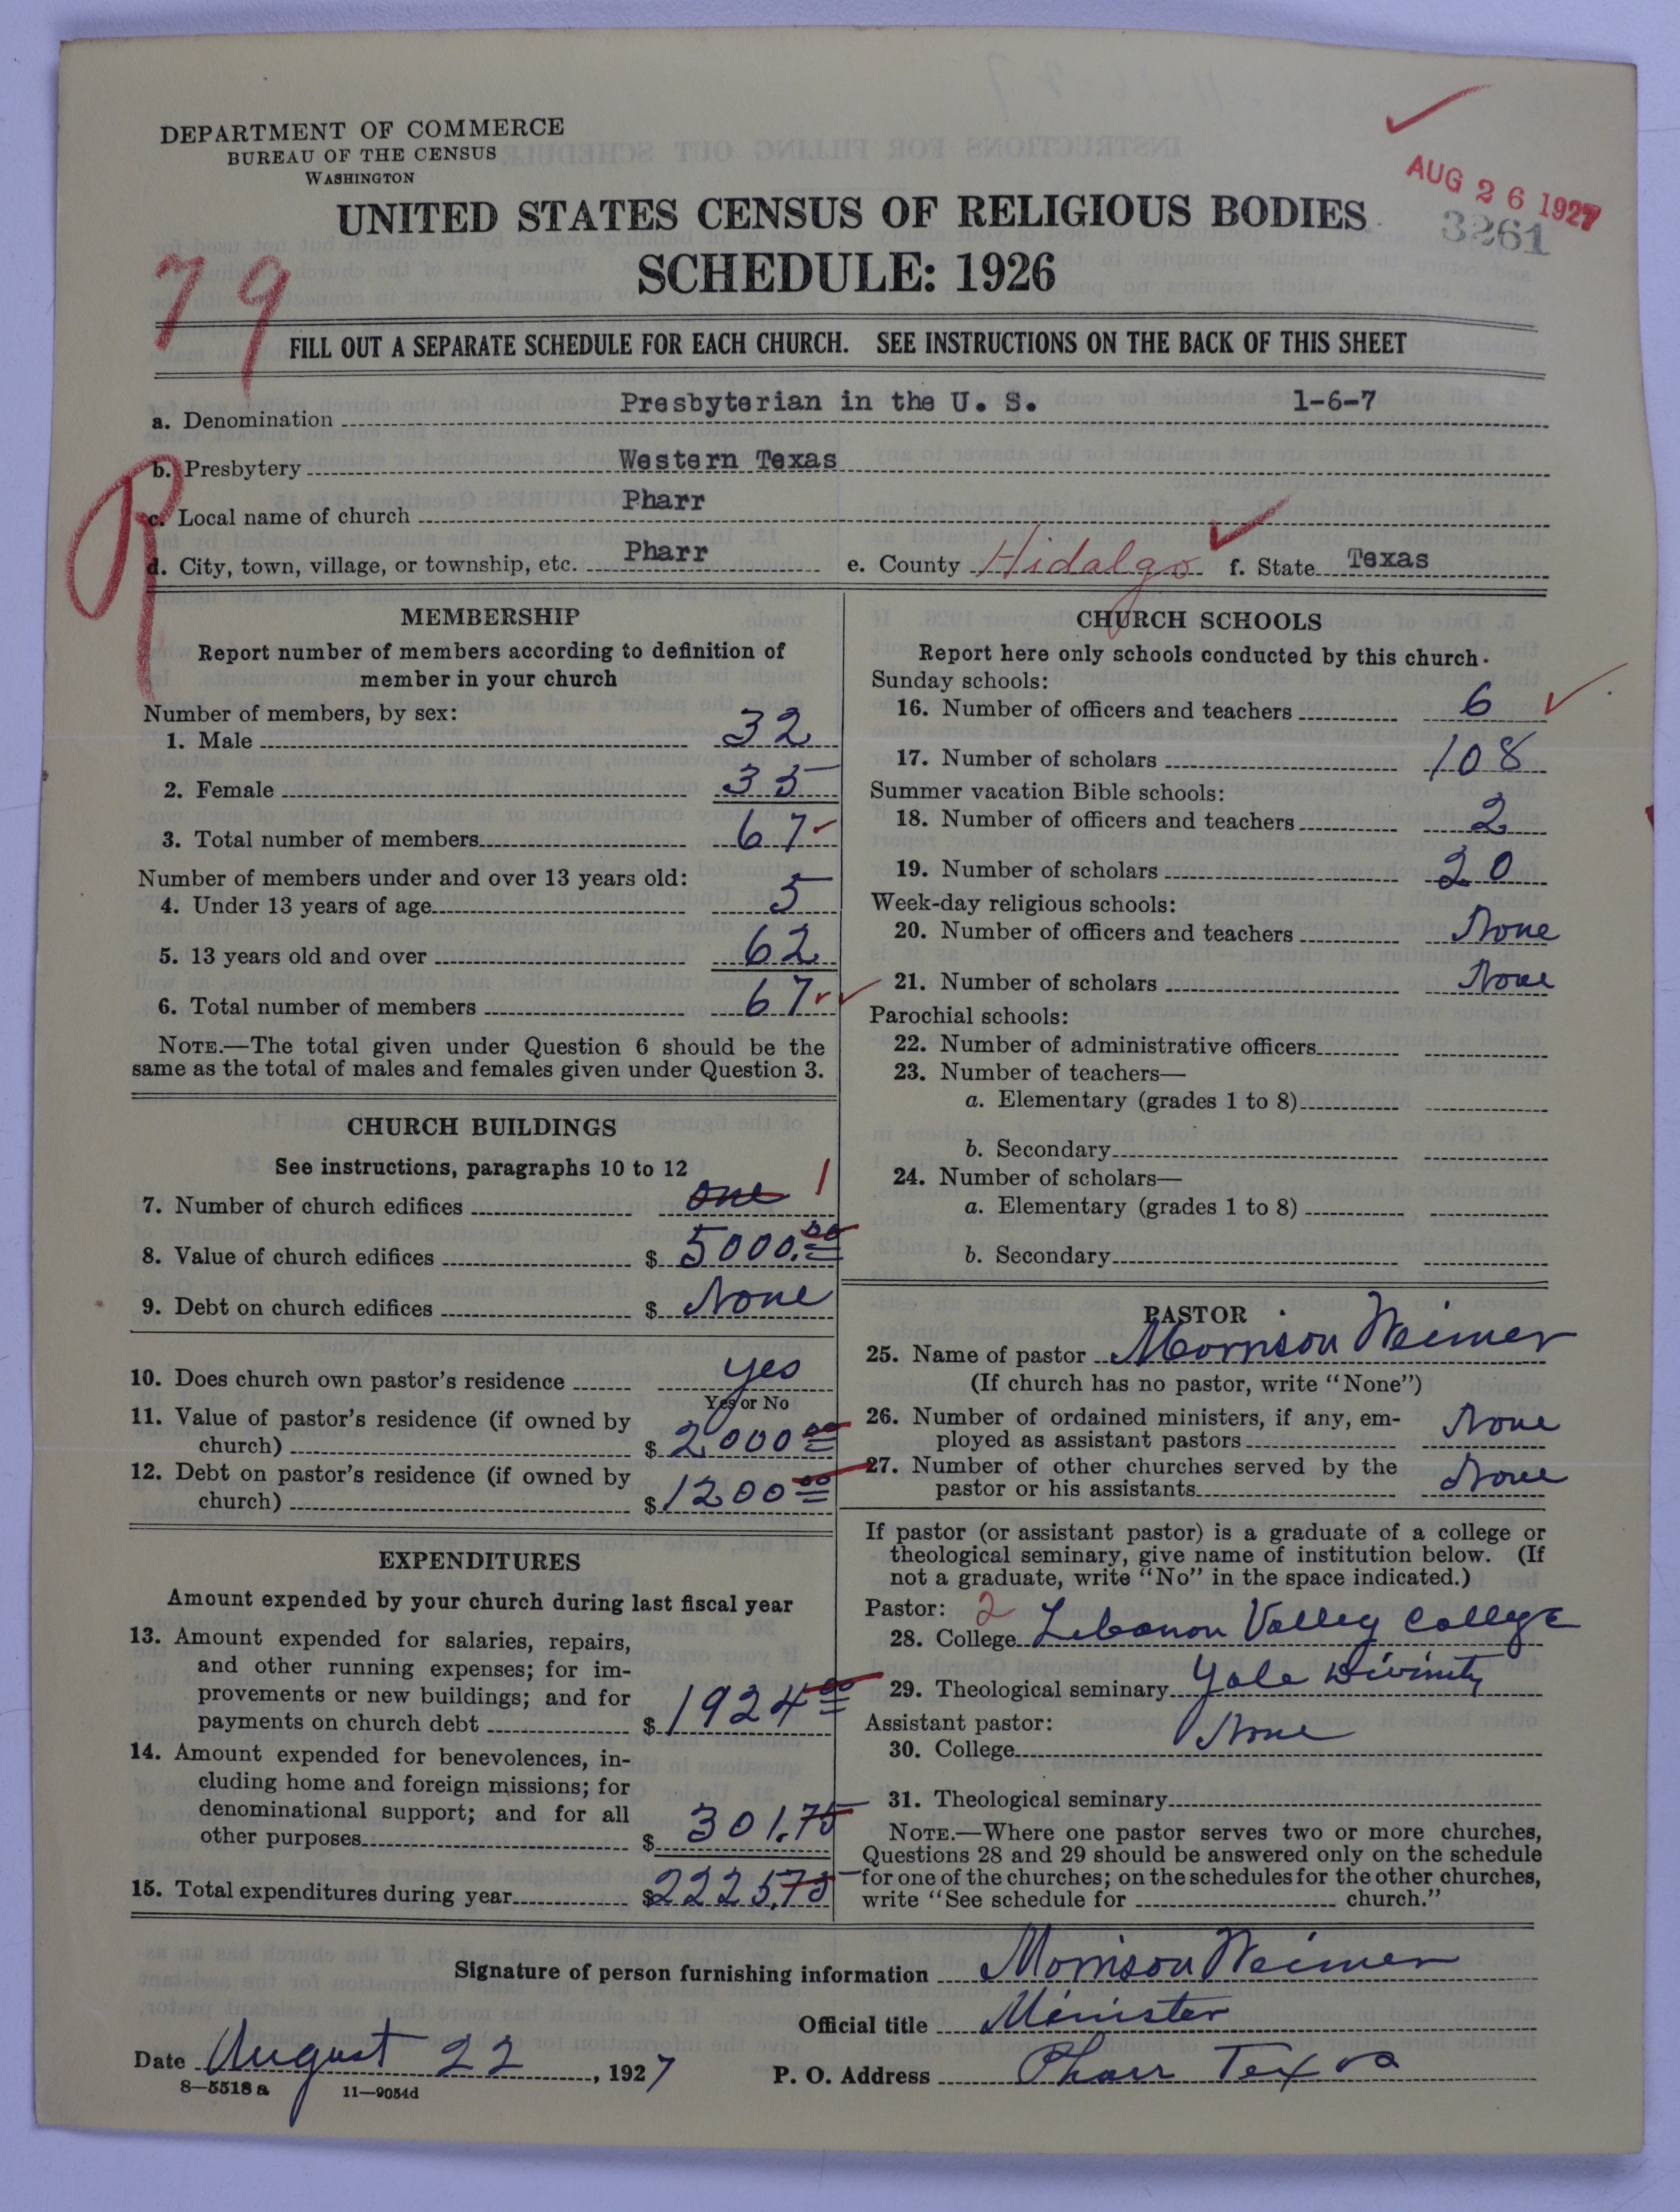 DEPARTMENT OF COMMERCE
BUREAU OF THE CENSUS
WASHINGTON
AUG 26 1927
3261
UNITED STATES CENSUS OF RELIGIOUS BODIES
SCHEDULE: 1926
79
FILL OUT A SEPARATE SCHEDULE FOR EACH CHURCH. SEE INSTRUCTIONS ON THE BACK OF THIS SHEET
a. Denomination Presbyterian in the U. S. 1-6-7
b. Presbytery Western Texas
R
c. Local name of church Pharr
d. City, town, village, or township, etc. Pharr e. County Hidalgo f. State Texas
MEMBERSHIP
Report number of members according to definition of
member in your church
Number of members, by sex:
1. Male 32
2. Female 35
3. Total number of members 67
Number of members under and over 13 years old:
4. Under 13 years of age 5
5. 13 years old and over 62
6. Total number of members 67
NOTE.—The total given under Question 6 should be the
same as the total of males and females given under Question 3.
CHURCH BUILDINGS
See instructions, paragraphs 10 to 12
7. Number of church edifices one 1
8. Value of church edifices $ 5000.00
9. Debt on church edifices $ None
10. Does church own pastor's residence yes
Yes or No
11. Value of pastor's residence (if owned by
church) $ 2000 00
12. Debt on pastor's residence (if owned by
church) $ 1200 00
EXPENDITURES
Amount expended by your church during last fiscal year
13. Amount expended for salaries, repairs,
and other running expenses; for im-
provements or new buildings; and for
payments on church debt $ 1924 00
14. Amount expended for benevolences, in-
cluding home and foreign missions; for
denominational support; and for all
other purposes $ 301.75
15. Total expenditures during year $ 2225.75
CHURCH SCHOOLS
Report here only schools conducted by this church.
Sunday schools:
16. Number of officers and teachers 6
17. Number of scholars 108
Summer vacation Bible schools:
18. Number of officers and teachers 2
19. Number of scholars 20
Week-day religious schools:
20. Number of officers and teachers None
21. Number of scholars None
Parochial schools:
22. Number of administrative officers
23. Number of teachers—
a. Elementary (grades 1 to 8)
b. Secondary
24. Number of scholars—
a. Elementary (grades 1 to 8)
b. Secondary
PASTOR
25. Name of pastor Morrison Weimer
(If church has no pastor, write "None")
26. Number of ordained ministers, if any, em-
ployed as assistant pastors None
27. Number of other churches served by the
pastor or his assistants None
If pastor (or assistant pastor) is a graduate of a college or
theological seminary, give name of institution below. (If
not a graduate, write "No" in the space indicated.)
Pastor: 2
28. College Lebanon Valley College
29. Theological seminary Yale Divinity
Assistant pastor:
30. College None
31. Theological seminary
NOTE.—Where one pastor serves two or more churches,
Questions 28 and 29 should be answered only on the schedule
for one of the churches; on the schedules for the other churches,
write "See schedule for church."
Signature of person furnishing information Morrison Weimer
Official title Minister
Date August 22, 1927 P. O. Address Pharr Texas
8—5518a 11—9054d